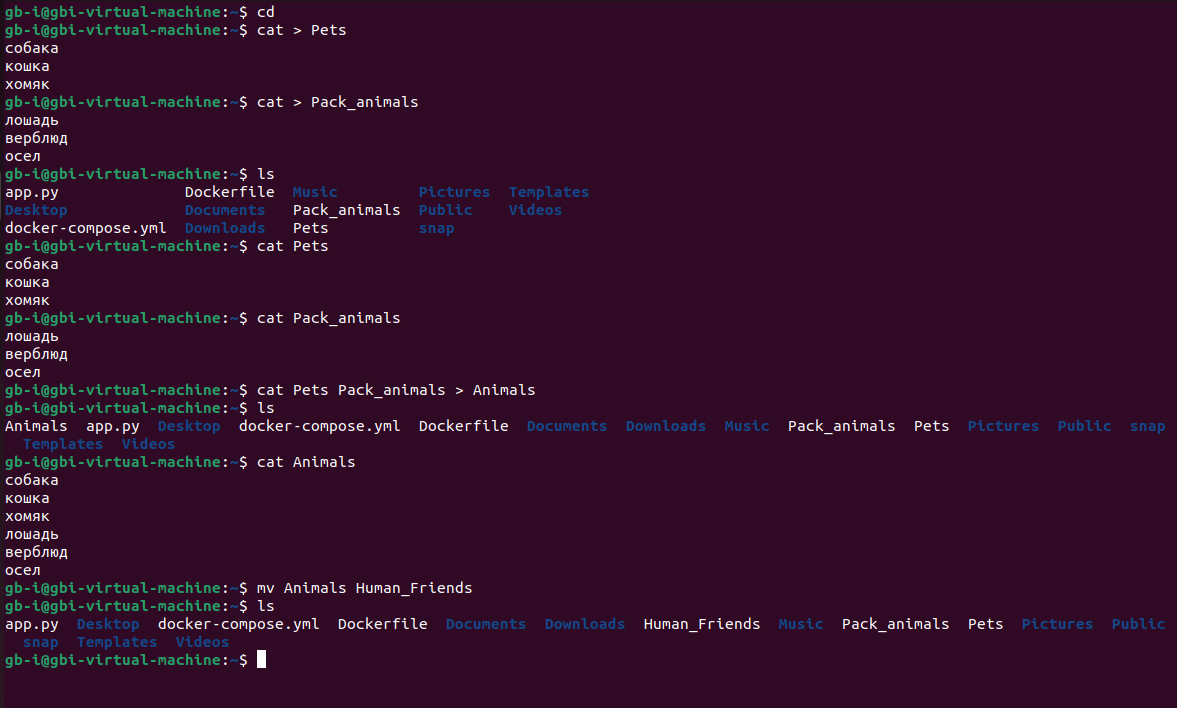 gb-i@gbi-virtual-machine:~$ cd
gb-i@gbi-virtual-machine:~$ cat > Pets
собака
кошка
хомяк
gb-i@gbi-virtual-machine:~$ cat > Pack_animals
лошадь
верблюд
осел
gb-i@gbi-virtual-machine:~$ ls
app.py              Dockerfile  Music         Pictures  Templates
Desktop             Documents   Pack_animals  Public    Videos
docker-compose.yml  Downloads   Pets          snap
gb-i@gbi-virtual-machine:~$ cat Pets
собака
кошка
хомяк
gb-i@gbi-virtual-machine:~$ cat Pack_animals
лошадь
верблюд
осел
gb-i@gbi-virtual-machine:~$ cat Pets Pack_animals > Animals
gb-i@gbi-virtual-machine:~$ ls
Animals  app.py  Desktop  docker-compose.yml  Dockerfile  Documents  Downloads  Music  Pack_animals  Pets  Pictures  Public  snap
  Templates  Videos
gb-i@gbi-virtual-machine:~$ cat Animals
собака
кошка
хомяк
лошадь
верблюд
осел
gb-i@gbi-virtual-machine:~$ mv Animals Human_Friends
gb-i@gbi-virtual-machine:~$ ls
app.py  Desktop  docker-compose.yml  Dockerfile  Documents  Downloads  Human_Friends  Music  Pack_animals  Pets  Pictures  Public
  snap  Templates  Videos
gb-i@gbi-virtual-machine:~$